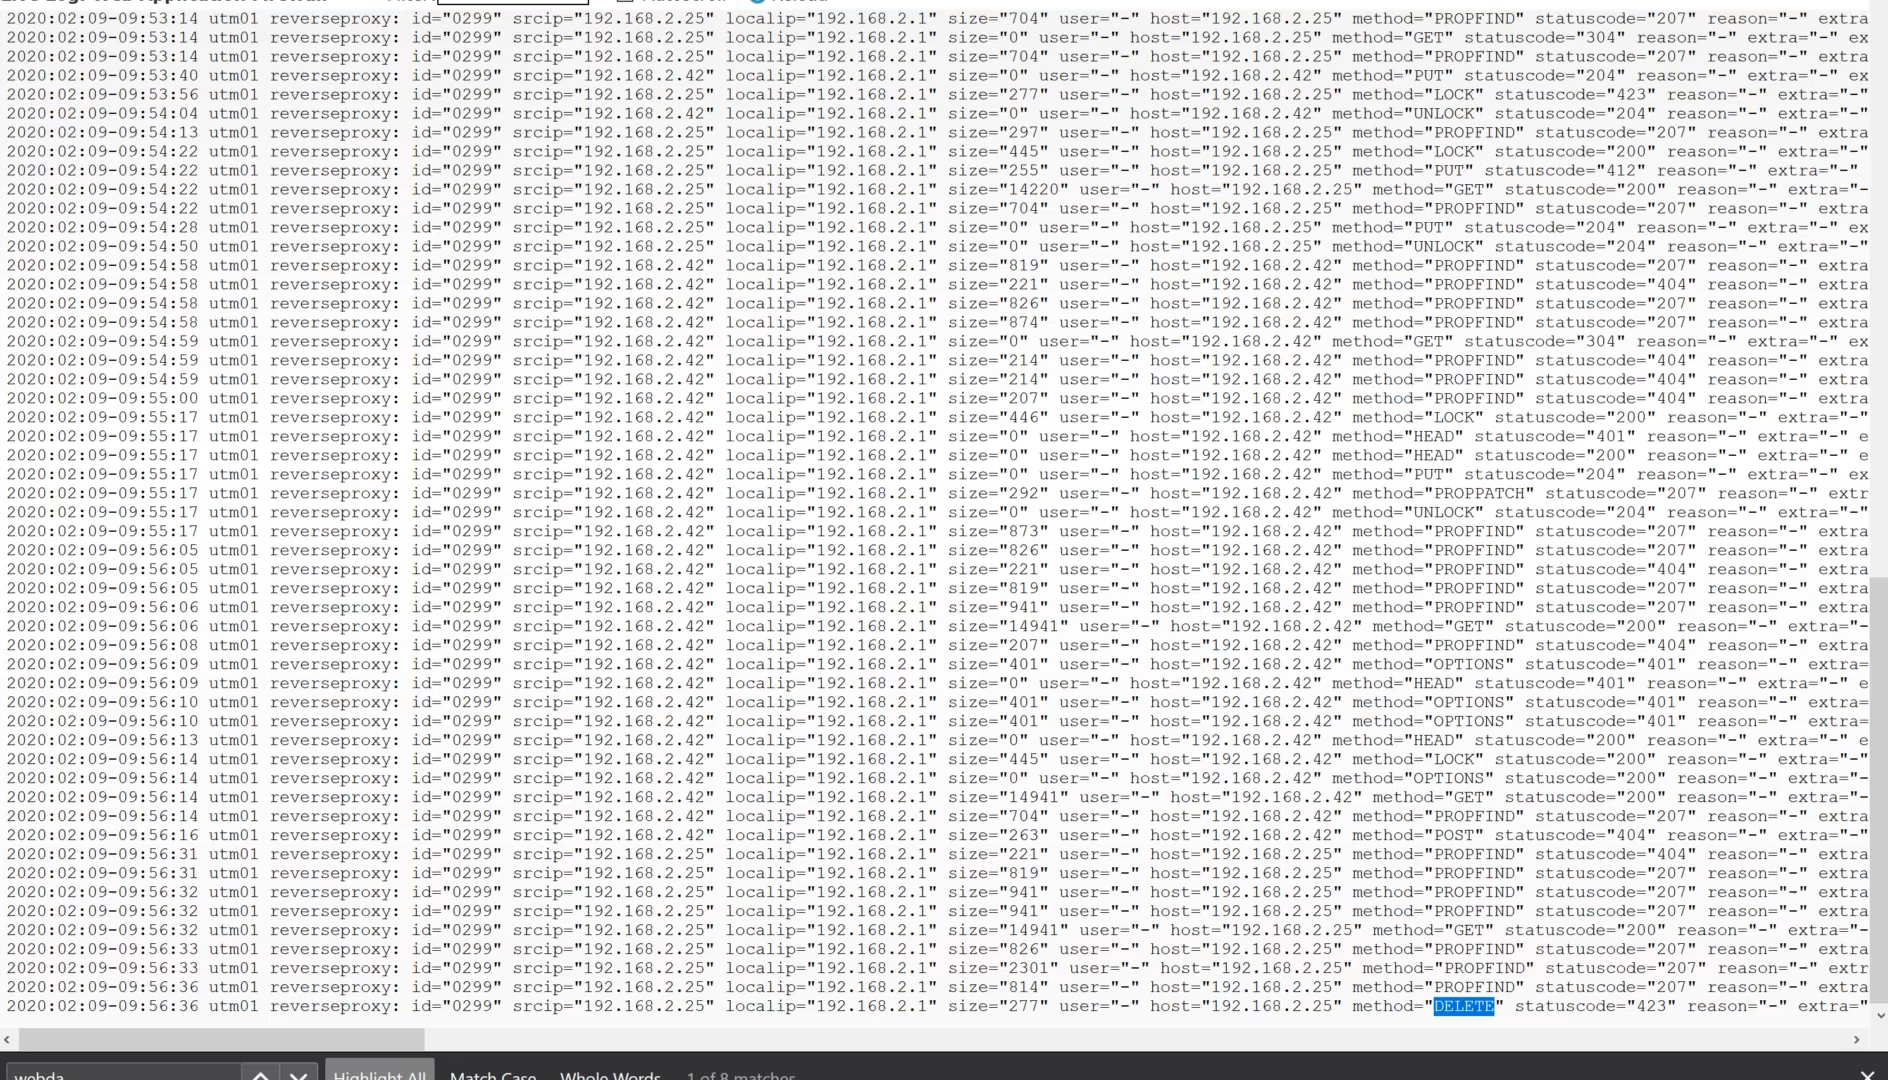 2020:02:09-09:53:14 utm01 reverseproxy: id="0299" srcip="192.168.2.25" localip="192.168.2.1" size="704" user="-" host="192.168.2.25" method="PROPFIND" statuscode="207" reason="-" extra
2020:02:09-09:53:14 utm01 reverseproxy: id="0299" srcip="192.168.2.25" localip="192.168.2.1" size="0" user="-" host="192.168.2.25" method="GET" statuscode="304" reason="-" extra="-" ex
2020:02:09-09:53:14 utm01 reverseproxy: id="0299" srcip="192.168.2.25" localip="192.168.2.1" size="704" user="-" host="192.168.2.25" method="PROPFIND" statuscode="207" reason="-" extra
2020:02:09-09:53:40 utm01 reverseproxy: id="0299" srcip="192.168.2.42" localip="192.168.2.1" size="0" user="-" host="192.168.2.42" method="PUT" statuscode="204" reason="-" extra="-" ex
2020:02:09-09:53:56 utm01 reverseproxy: id="0299" srcip="192.168.2.25" localip="192.168.2.1" size="277" user="-" host="192.168.2.25" method="LOCK" statuscode="423" reason="-" extra="-"
2020:02:09-09:54:04 utm01 reverseproxy: id="0299" srcip="192.168.2.42" localip="192.168.2.1" size="0" user="-" host="192.168.2.42" method="UNLOCK" statuscode="204" reason="-" extra="-"
2020:02:09-09:54:13 utm01 reverseproxy: id="0299" srcip="192.168.2.25" localip="192.168.2.1" size="297" user="-" host="192.168.2.25" method="PROPFIND" statuscode="207" reason="-" extra
2020:02:09-09:54:22 utm01 reverseproxy: id="0299" srcip="192.168.2.25" localip="192.168.2.1" size="445" user="-" host="192.168.2.25" method="LOCK" statuscode="200" reason="-" extra="-"
2020:02:09-09:54:22 utm01 reverseproxy: id="0299" srcip="192.168.2.25" localip="192.168.2.1" size="255" user="-" host="192.168.2.25" method="PUT" statuscode="412" reason="-" extra="-"
2020:02:09-09:54:22 utm01 reverseproxy: id="0299" srcip="192.168.2.25" localip="192.168.2.1" size="14220" user="-" host="192.168.2.25" method="GET" statuscode="200" reason="-" extra="-
2020:02:09-09:54:22 utm01 reverseproxy: id="0299" srcip="192.168.2.25" localip="192.168.2.1" size="704" user="-" host="192.168.2.25" method="PROPFIND" statuscode="207" reason="-" extra
2020:02:09-09:54:28 utm01 reverseproxy: id="0299" srcip="192.168.2.25" localip="192.168.2.1" size="0" user="-" host="192.168.2.25" method="PUT" statuscode="204" reason="-" extra="-" ex
2020:02:09-09:54:50 utm01 reverseproxy: id="0299" srcip="192.168.2.25" localip="192.168.2.1" size="0" user="-" host="192.168.2.25" method="UNLOCK" statuscode="204" reason="-" extra="-"
2020:02:09-09:54:58 utm01 reverseproxy: id="0299" srcip="192.168.2.42" localip="192.168.2.1" size="819" user="-" host="192.168.2.42" method="PROPFIND" statuscode="207" reason="-" extra
2020:02:09-09:54:58 utm01 reverseproxy: id="0299" srcip="192.168.2.42" localip="192.168.2.1" size="221" user="-" host="192.168.2.42" method="PROPFIND" statuscode="404" reason="-" extra
2020:02:09-09:54:58 utm01 reverseproxy: id="0299" srcip="192.168.2.42" localip="192.168.2.1" size="826" user="-" host="192.168.2.42" method="PROPFIND" statuscode="207" reason="-" extra
2020:02:09-09:54:58 utm01 reverseproxy: id="0299" srcip="192.168.2.42" localip="192.168.2.1" size="874" user="-" host="192.168.2.42" method="PROPFIND" statuscode="207" reason="-" extra
2020:02:09-09:54:59 utm01 reverseproxy: id="0299" srcip="192.168.2.42" localip="192.168.2.1" size="0" user="-" host="192.168.2.42" method="GET" statuscode="304" reason="-" extra="-" ex
2020:02:09-09:54:59 utm01 reverseproxy: id="0299" srcip="192.168.2.42" localip="192.168.2.1" size="214" user="-" host="192.168.2.42" method="PROPFIND" statuscode="404" reason="-" extra
2020:02:09-09:54:59 utm01 reverseproxy: id="0299" srcip="192.168.2.42" localip="192.168.2.1" size="214" user="-" host="192.168.2.42" method="PROPFIND" statuscode="404" reason="-" extra
2020:02:09-09:55:00 utm01 reverseproxy: id="0299" srcip="192.168.2.42" localip="192.168.2.1" size="207" user="-" host="192.168.2.42" method="PROPFIND" statuscode="404" reason="-" extra
2020:02:09-09:55:17 utm01 reverseproxy: id="0299" srcip="192.168.2.42" localip="192.168.2.1" size="446" user="-" host="192.168.2.42" method="LOCK" statuscode="200" reason="-" extra="-"
2020:02:09-09:55:17 utm01 reverseproxy: id="0299" srcip="192.168.2.42" localip="192.168.2.1" size="0" user="-" host="192.168.2.42" method="HEAD" statuscode="401" reason="-" extra="-" e
2020:02:09-09:55:17 utm01 reverseproxy: id="0299" srcip="192.168.2.42" localip="192.168.2.1" size="0" user="-" host="192.168.2.42" method="HEAD" statuscode="200" reason="-" extra="-" e
2020:02:09-09:55:17 utm01 reverseproxy: id="0299" srcip="192.168.2.42" localip="192.168.2.1" size="0" user="-" host="192.168.2.42" method="PUT" statuscode="204" reason="-" extra="-" ex
2020:02:09-09:55:17 utm01 reverseproxy: id="0299" srcip="192.168.2.42" localip="192.168.2.1" size="292" user="-" host="192.168.2.42" method="PROPPATCH" statuscode="207" reason="-" extr
2020:02:09-09:55:17 utm01 reverseproxy: id="0299" srcip="192.168.2.42" localip="192.168.2.1" size="0" user="-" host="192.168.2.42" method="UNLOCK" statuscode="204" reason="-" extra="-"
2020:02:09-09:55:17 utm01 reverseproxy: id="0299" srcip="192.168.2.42" localip="192.168.2.1" size="873" user="-" host="192.168.2.42" method="PROPFIND" statuscode="207" reason="-" extra
2020:02:09-09:56:05 utm01 reverseproxy: id="0299" srcip="192.168.2.42" localip="192.168.2.1" size="826" user="-" host="192.168.2.42" method="PROPFIND" statuscode="207" reason="-" extra
2020:02:09-09:56:05 utm01 reverseproxy: id="0299" srcip="192.168.2.42" localip="192.168.2.1" size="221" user="-" host="192.168.2.42" method="PROPFIND" statuscode="404" reason="-" extra
2020:02:09-09:56:05 utm01 reverseproxy: id="0299" srcip="192.168.2.42" localip="192.168.2.1" size="819" user="-" host="192.168.2.42" method="PROPFIND" statuscode="207" reason="-" extra
2020:02:09-09:56:06 utm01 reverseproxy: id="0299" srcip="192.168.2.42" localip="192.168.2.1" size="941" user="-" host="192.168.2.42" method="PROPFIND" statuscode="207" reason="-" extra
2020:02:09-09:56:06 utm01 reverseproxy: id="0299" srcip="192.168.2.42" localip="192.168.2.1" size="14941" user="-" host="192.168.2.42" method="GET" statuscode="200" reason="-" extra="-
2020:02:09-09:56:08 utm01 reverseproxy: id="0299" srcip="192.168.2.42" localip="192.168.2.1" size="207" user="-" host="192.168.2.42" method="PROPFIND" statuscode="404" reason="-" extra
2020:02:09-09:56:09 utm01 reverseproxy: id="0299" srcip="192.168.2.42" localip="192.168.2.1" size="401" user="-" host="192.168.2.42" method="OPTIONS" statuscode="401" reason="-" extra=
2020:02:09-09:56:09 utm01 reverseproxy: id="0299" srcip="192.168.2.42" localip="192.168.2.1" size="0" user="-" host="192.168.2.42" method="HEAD" statuscode="401" reason="-" extra="-" e
2020:02:09-09:56:10 utm01 reverseproxy: id="0299" srcip="192.168.2.42" localip="192.168.2.1" size="401" user="-" host="192.168.2.42" method="OPTIONS" statuscode="401" reason="-" extra=
2020:02:09-09:56:10 utm01 reverseproxy: id="0299" srcip="192.168.2.42" localip="192.168.2.1" size="401" user="-" host="192.168.2.42" method="OPTIONS" statuscode="401" reason="-" extra=
2020:02:09-09:56:13 utm01 reverseproxy: id="0299" srcip="192.168.2.42" localip="192.168.2.1" size="0" user="-" host="192.168.2.42" method="HEAD" statuscode="200" reason="-" extra="-" e
2020:02:09-09:56:14 utm01 reverseproxy: id="0299" srcip="192.168.2.42" localip="192.168.2.1" size="445" user="-" host="192.168.2.42" method="LOCK" statuscode="200" reason="-" extra="-"
2020:02:09-09:56:14 utm01 reverseproxy: id="0299" srcip="192.168.2.42" localip="192.168.2.1" size="0" user="-" host="192.168.2.42" method="OPTIONS" statuscode="200" reason="-" extra="-
2020:02:09-09:56:14 utm01 reverseproxy: id="0299" srcip="192.168.2.42" localip="192.168.2.1" size="14941" user="-" host="192.168.2.42" method="GET" statuscode="200" reason="-" extra="-
2020:02:09-09:56:14 utm01 reverseproxy: id="0299" srcip="192.168.2.42" localip="192.168.2.1" size="704" user="-" host="192.168.2.42" method="PROPFIND" statuscode="207" reason="-" extra
2020:02:09-09:56:16 utm01 reverseproxy: id="0299" srcip="192.168.2.42" localip="192.168.2.1" size="263" user="-" host="192.168.2.42" method="POST" statuscode="404" reason="-" extra="-"
2020:02:09-09:56:31 utm01 reverseproxy: id="0299" srcip="192.168.2.25" localip="192.168.2.1" size="221" user="-" host="192.168.2.25" method="PROPFIND" statuscode="404" reason="-" extra
2020:02:09-09:56:31 utm01 reverseproxy: id="0299" srcip="192.168.2.25" localip="192.168.2.1" size="819" user="-" host="192.168.2.25" method="PROPFIND" statuscode="207" reason="-" extra
2020:02:09-09:56:32 utm01 reverseproxy: id="0299" srcip="192.168.2.25" localip="192.168.2.1" size="941" user="-" host="192.168.2.25" method="PROPFIND" statuscode="207" reason="-" extra
2020:02:09-09:56:32 utm01 reverseproxy: id="0299" srcip="192.168.2.25" localip="192.168.2.1" size="941" user="-" host="192.168.2.25" method="PROPFIND" statuscode="207" reason="-" extra
2020:02:09-09:56:32 utm01 reverseproxy: id="0299" srcip="192.168.2.25" localip="192.168.2.1" size="14941" user="-" host="192.168.2.25" method="GET" statuscode="200" reason="-" extra="-
2020:02:09-09:56:33 utm01 reverseproxy: id="0299" srcip="192.168.2.25" localip="192.168.2.1" size="826" user="-" host="192.168.2.25" method="PROPFIND" statuscode="207" reason="-" extra
2020:02:09-09:56:33 utm01 reverseproxy: id="0299" srcip="192.168.2.25" localip="192.168.2.1" size="2301" user="-" host="192.168.2.25" method="PROPFIND" statuscode="207" reason="-" extr
2020:02:09-09:56:36 utm01 reverseproxy: id="0299" srcip="192.168.2.25" localip="192.168.2.1" size="814" user="-" host="192.168.2.25" method="PROPFIND" statuscode="207" reason="-" extra
2020:02:09-09:56:36 utm01 reverseproxy: id="0299" srcip="192.168.2.25" localip="192.168.2.1" size="277" user="-" host="192.168.2.25" method="DELETE" statuscode="423" reason="-" extra="
webda Highlight All Match Case Whole Words 1 of 8 matches